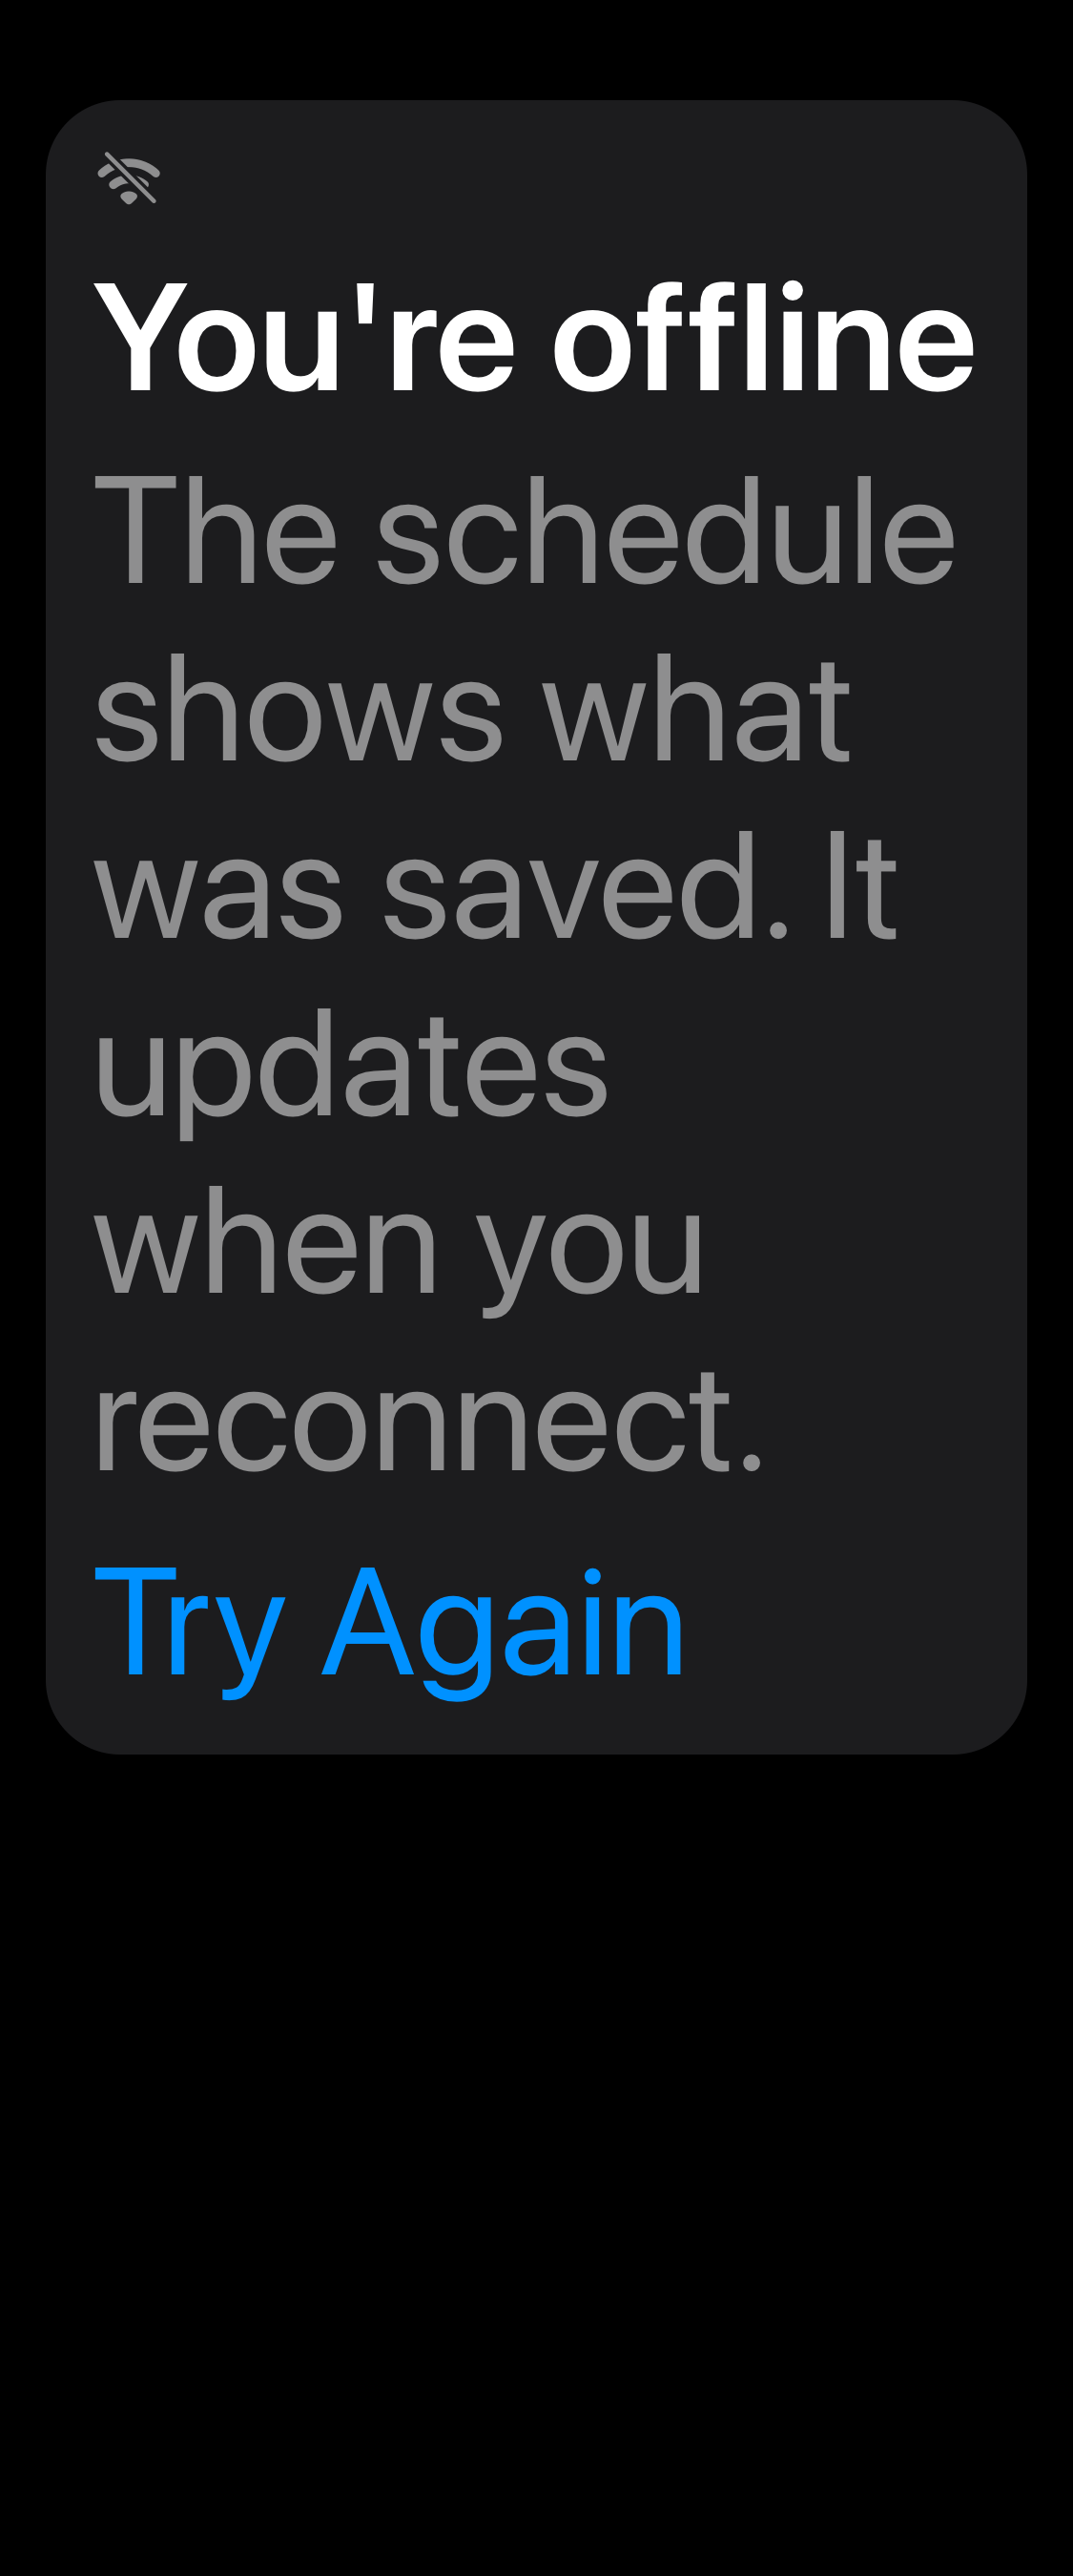 You're offline
The schedule
shows what
was saved. It
updates
when you
reconnect.
Try Again